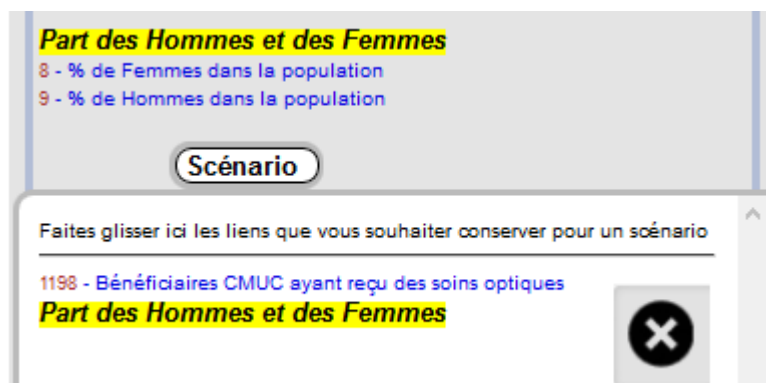 Part des Hommes et des Femmes
8 - % de Femmes dans la population
9 - % de Hommes dans la population
Scénario
Faites glisser ici les liens que vous souhaiter conserver pour un scénario
1198 - Bénéficiaires CMUC ayant reçu des soins optiques
Part des Hommes et des Femmes